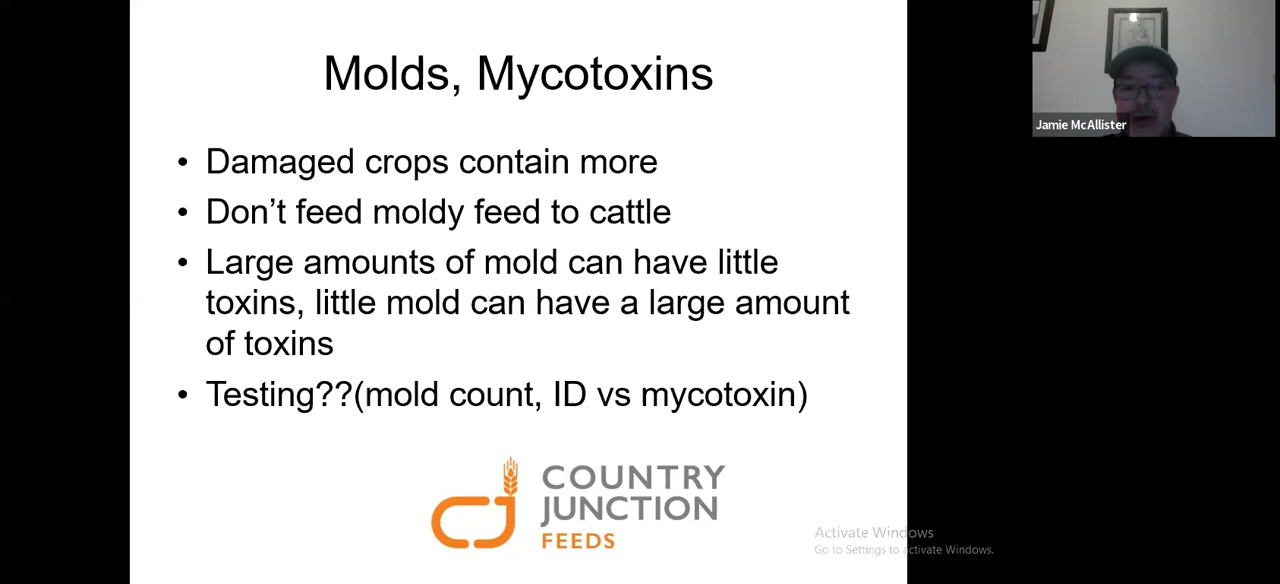 Molds, Mycotoxins
• Damaged crops contain more
• Don’t feed moldy feed to cattle
• Large amounts of mold can have little
toxins, little mold can have a large amount
of toxins
• Testing??(mold count, ID vs mycotoxin)
CJ
COUNTRY
JUNCTION
FEEDS
Jamie McAllister
Activate Windows
Go to Settings to activate Windows.